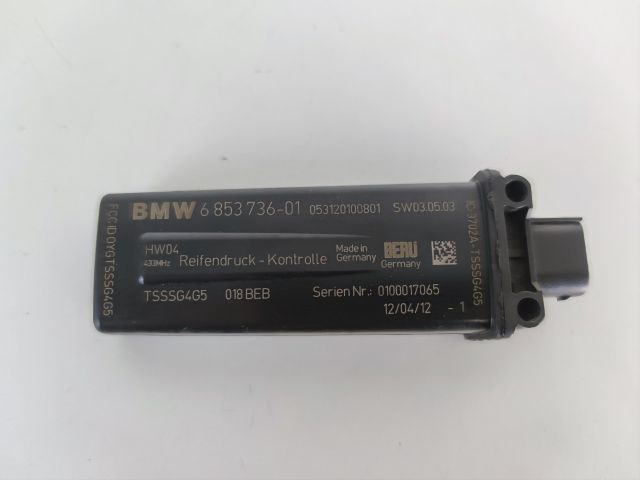 BMW 6 853 736-01 053120100801 SW03.05.03
HW04
433MHz Reifendruck - Kontrolle Made in Germany BERU Germany
TSSSG4G5 018 BEB Serien Nr.: 0100017065
12/04/12 - 1
FCC ID OYGTSSSG4G5
IC 3702A-TSSSG4G5